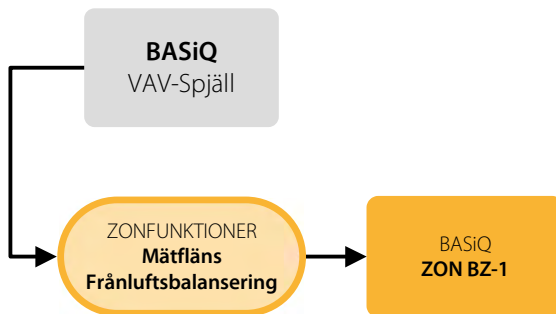 BASiQ
VAV-Spjäll
ZONFUNKTIONER
Mätfläns
Frånluftsbalansering
BASiQ
ZON BZ-1